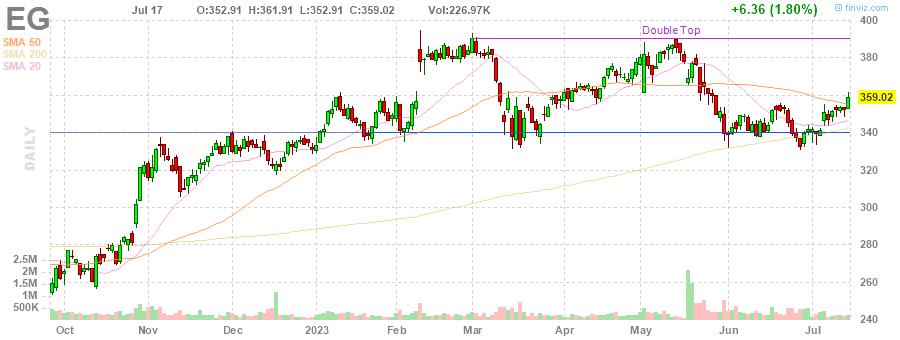 EG
Jul 17 O:352.91 H:361.91 L:352.91 C:359.02 Vol:226.97K +6.36 (1.80%) © finviz.com
SMA 50
SMA 200
SMA 20
Double Top
400
380
359.02
340
320
300
280
260
240
DAILY
2.5M
2M
1.5M
1M
500K
Oct Nov Dec 2023 Feb Mar Apr May Jun Jul